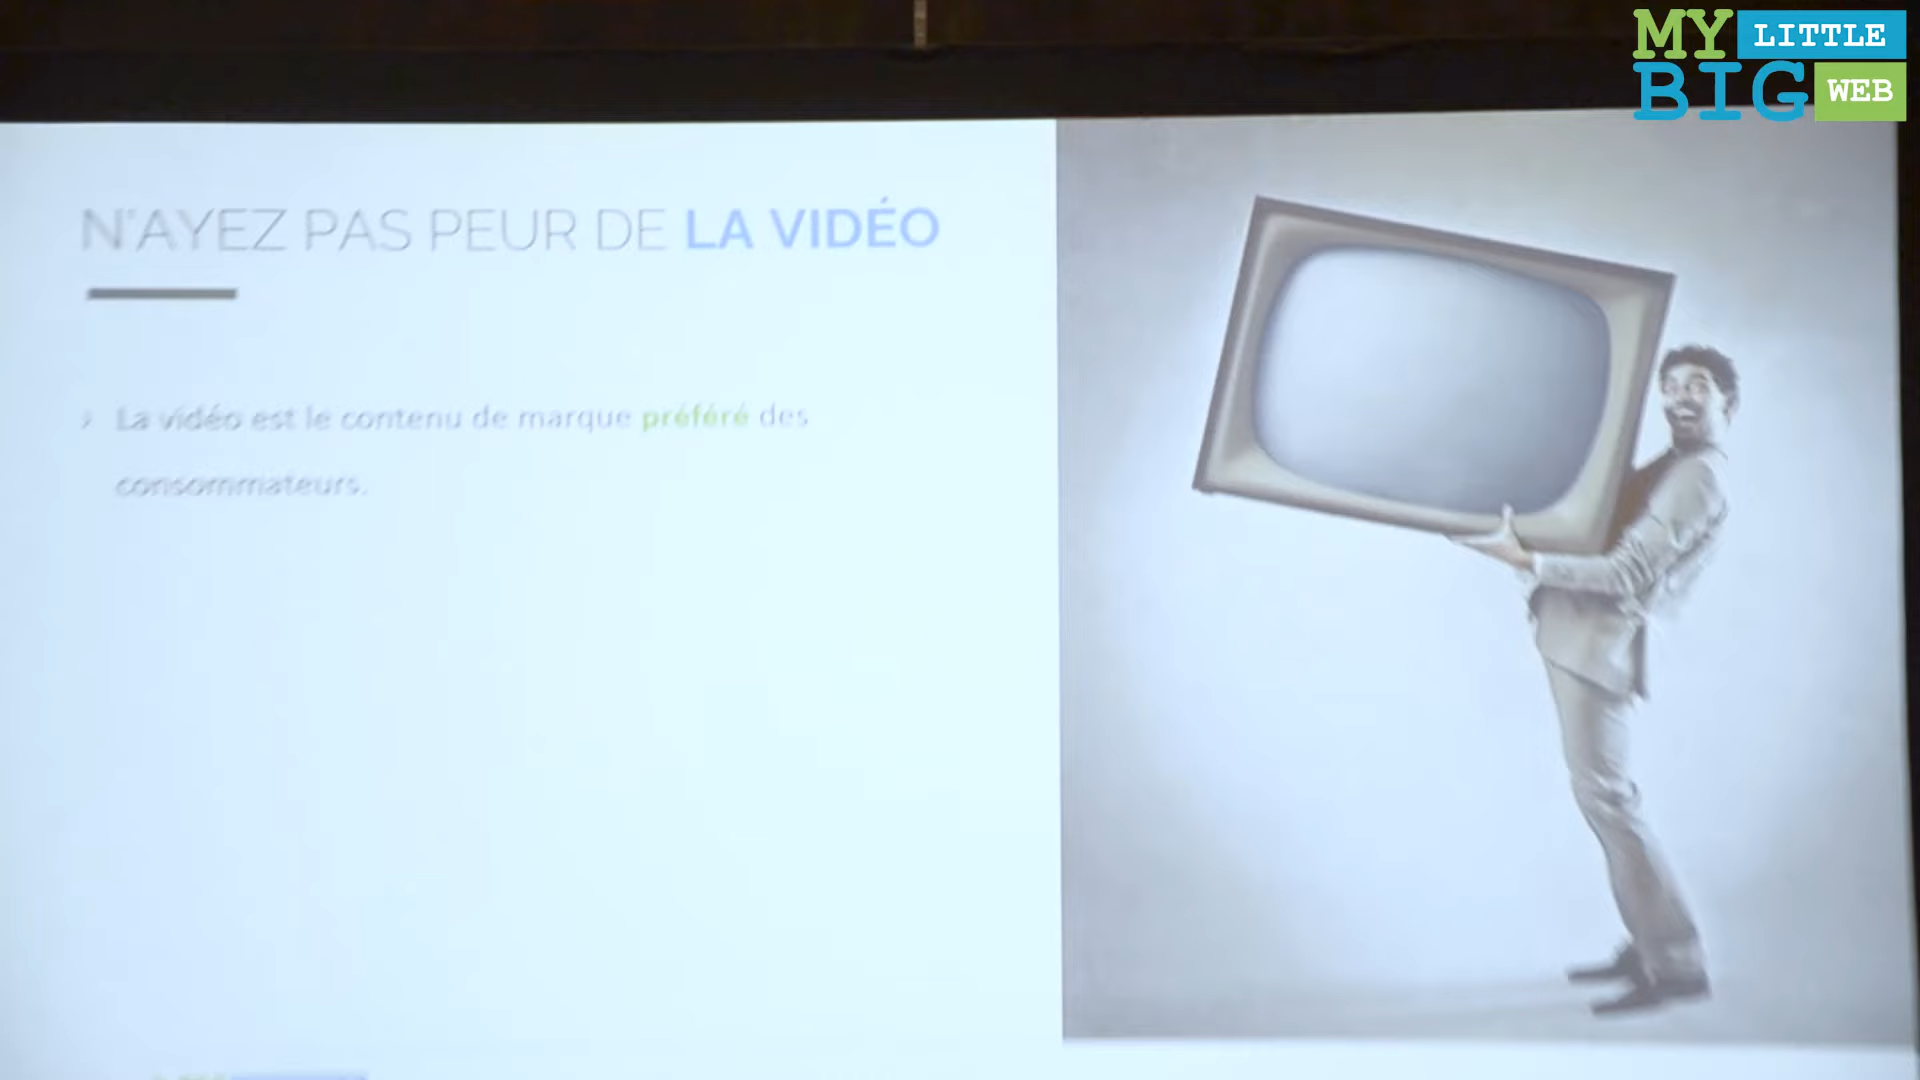 MY LITTLE
BIG WEB
N'AYEZ PAS PEUR DE LA VIDÉO
› La vidéo est le contenu de marque préféré des
consommateurs.